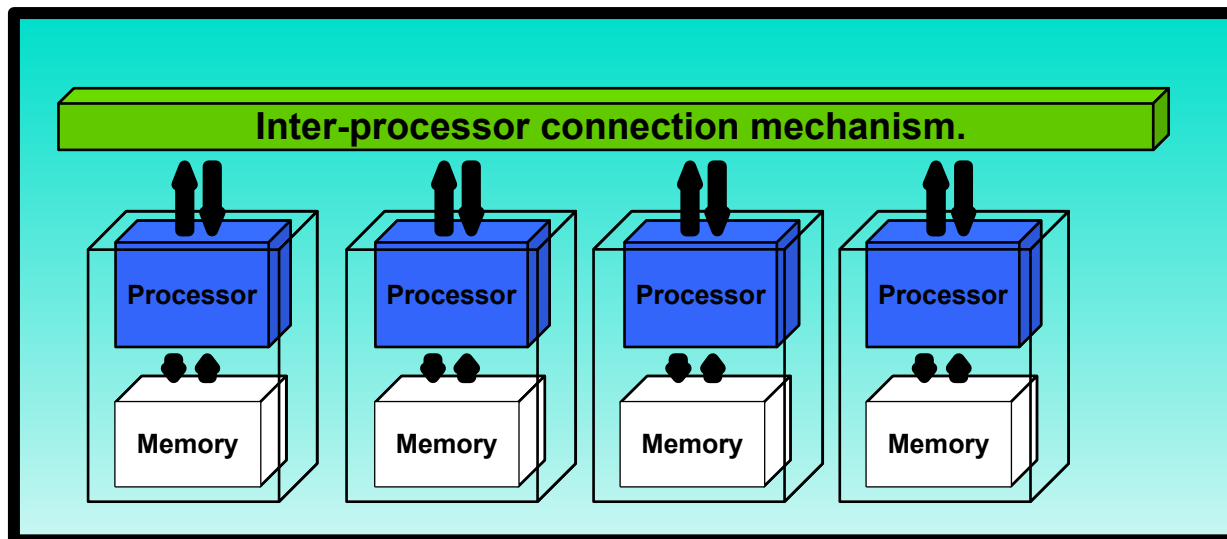 Inter-processor connection mechanism.
Processor Processor Processor Processor
Memory Memory Memory Memory